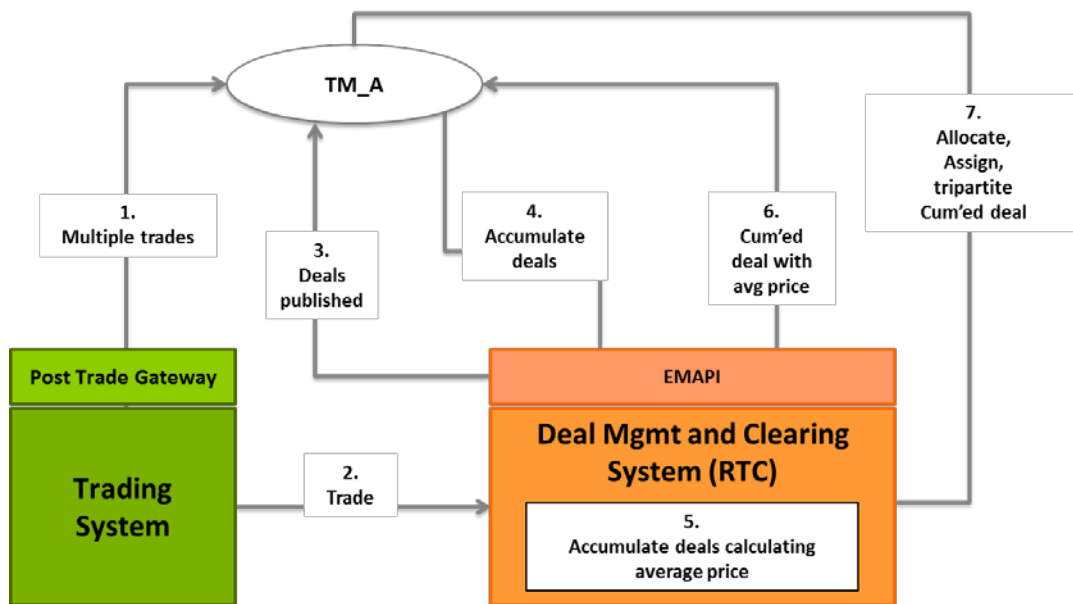 TM_A
1.
Multiple trades
3.
Deals
published
4.
Accumulate
deals
6.
Cum'ed
deal with
avg price
7.
Allocate,
Assign,
tripartite
Cum'ed deal
Post Trade Gateway
EMAPI
Trading
System
2.
Trade
Deal Mgmt and Clearing
System (RTC)
5.
Accumulate deals calculating
average price